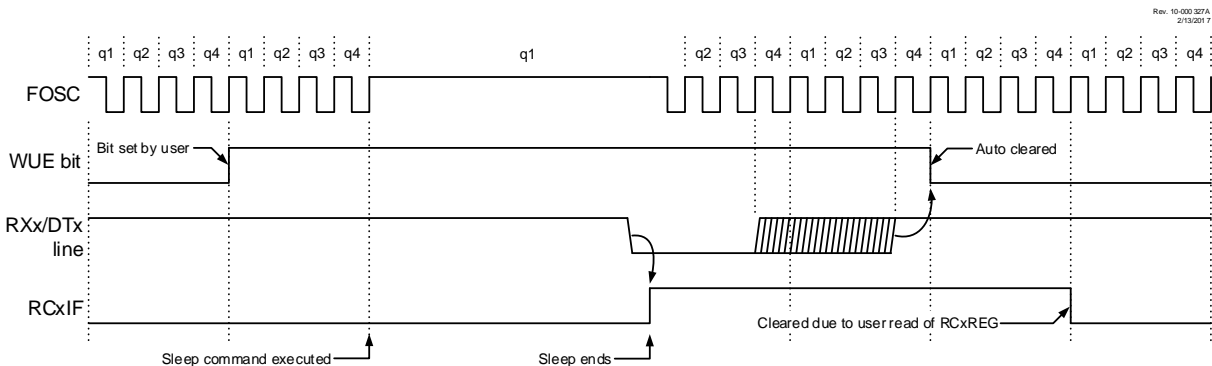 Rev. 10-000327A
2/13/2017
q1 q2 q3 q4 q1 q2 q3 q4 q1 q2 q3 q4 q1 q2 q3 q4 q1 q2 q3 q4 q1 q2 q3 q4
FOSC
Bit set by user
WUE bit
Auto cleared
RXx/DTx
line
RCxIF
Cleared due to user read of RCxREG
Sleep command executed
Sleep ends